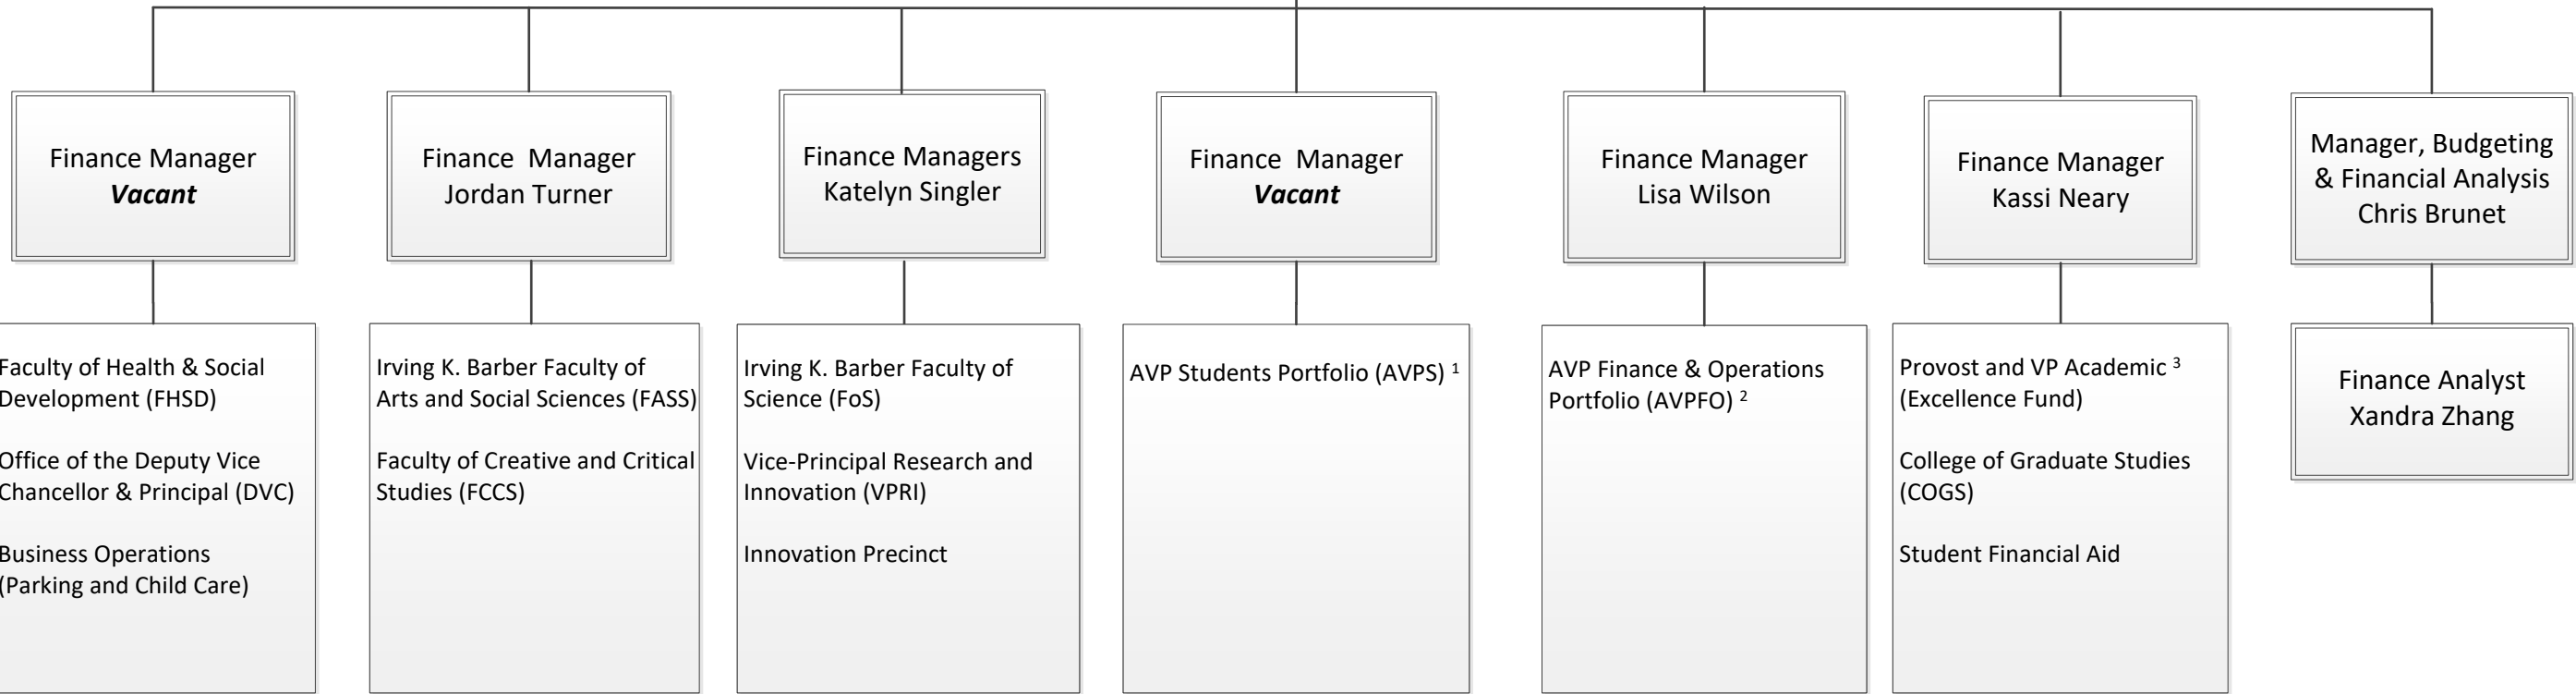 Finance Manager
Vacant
Finance Manager
Jordan Turner
Finance Managers
Katelyn Singler
Finance Manager
Vacant
Finance Manager
Lisa Wilson
Finance Manager
Kassi Neary
Manager, Budgeting
& Financial Analysis
Chris Brunet
Faculty of Health & Social
Development (FHSD)
Office of the Deputy Vice
Chancellor & Principal (DVC)
Business Operations
(Parking and Child Care)
Irving K. Barber Faculty of
Arts and Social Sciences (FASS)
Faculty of Creative and Critical
Studies (FCCS)
Irving K. Barber Faculty of
Science (FoS)
Vice-Principal Research and
Innovation (VPRI)
Innovation Precinct
AVP Students Portfolio (AVPS) ¹
AVP Finance & Operations
Portfolio (AVPFO) ²
Provost and VP Academic ³
(Excellence Fund)
College of Graduate Studies
(COGS)
Student Financial Aid
Finance Analyst
Xandra Zhang